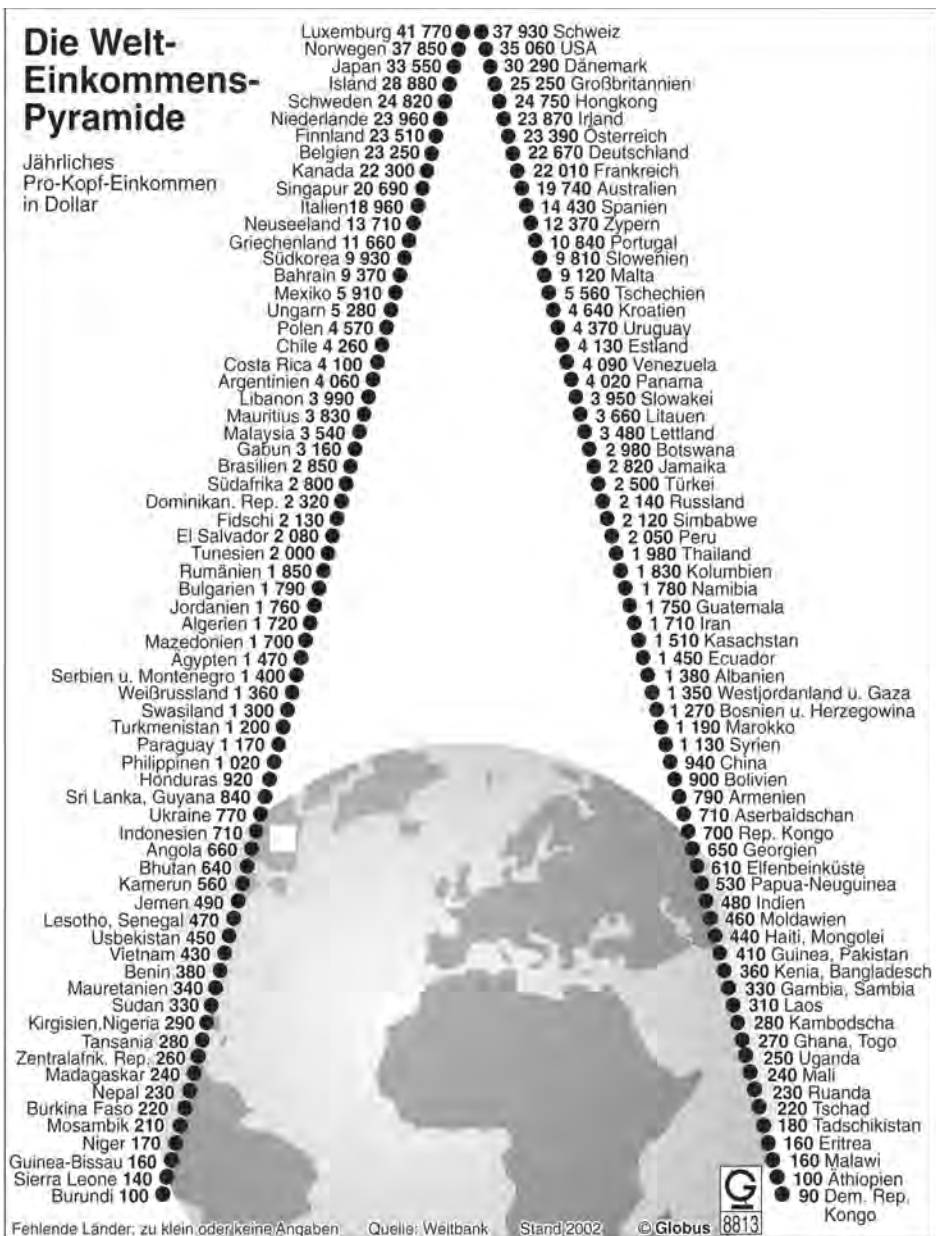 Die Welt-
Einkommens-
Pyramide
Jährliches
Pro-Kopf-Einkommen
in Dollar
Luxemburg 41 770
Norwegen 37 850
Japan 33 550
Island 28 880
Schweden 24 820
Niederlande 23 960
Finnland 23 510
Belgien 23 250
Kanada 22 300
Singapur 20 690
Italien 18 960
Neuseeland 13 710
Griechenland 11 660
Südkorea 9 930
Bahrain 9 370
Mexiko 5 910
Ungarn 5 280
Polen 4 570
Chile 4 260
Costa Rica 4 100
Argentinien 4 060
Libanon 3 990
Mauritius 3 830
Malaysia 3 540
Gabun 3 160
Brasilien 2 850
Südafrika 2 800
Dominikan. Rep. 2 320
Fidschi 2 130
El Salvador 2 080
Tunesien 2 000
Rumänien 1 850
Bulgarien 1 790
Jordanien 1 760
Algerien 1 720
Mazedonien 1 700
Ägypten 1 470
Serbien u. Montenegro 1 400
Weißrussland 1 360
Swasiland 1 300
Turkmenistan 1 200
Paraguay 1 170
Philippinen 1 020
Honduras 920
Sri Lanka, Guyana 840
Ukraine 770
Indonesien 710
Angola 660
Bhutan 640
Kamerun 560
Jemen 490
Lesotho, Senegal 470
Usbekistan 450
Vietnam 430
Benin 380
Mauretanien 340
Sudan 330
Kirgisien,Nigeria 290
Tansania 280
Zentralafrik. Rep. 260
Madagaskar 240
Nepal 230
Burkina Faso 220
Mosambik 210
Niger 170
Guinea-Bissau 160
Sierra Leone 140
Burundi 100
37 930 Schweiz
35 060 USA
30 290 Dänemark
25 250 Großbritannien
24 750 Hongkong
23 870 Irland
23 390 Österreich
22 670 Deutschland
22 010 Frankreich
19 740 Australien
14 430 Spanien
12 370 Zypern
10 840 Portugal
9 810 Slowenien
9 120 Malta
5 560 Tschechien
4 640 Kroatien
4 370 Uruguay
4 130 Estland
4 090 Venezuela
4 020 Panama
3 950 Slowakei
3 660 Litauen
3 480 Lettland
2 980 Botswana
2 820 Jamaika
2 500 Türkei
2 140 Russland
2 120 Simbabwe
2 050 Peru
1 980 Thailand
1 830 Kolumbien
1 780 Namibia
1 750 Guatemala
1 710 Iran
1 510 Kasachstan
1 450 Ecuador
1 380 Albanien
1 350 Westjordanland u. Gaza
1 270 Bosnien u. Herzegowina
1 190 Marokko
1 130 Syrien
940 China
900 Bolivien
790 Armenien
710 Aserbaidschan
700 Rep. Kongo
650 Georgien
610 Elfenbeinküste
530 Papua-Neuguinea
480 Indien
460 Moldawien
440 Haiti, Mongolei
410 Guinea, Pakistan
360 Kenia, Bangladesch
330 Gambia, Sambia
310 Laos
280 Kambodscha
270 Ghana, Togo
250 Uganda
240 Mali
230 Ruanda
220 Tschad
180 Tadschikistan
160 Eritrea
160 Malawi
100 Äthiopien
90 Dem. Rep.
Kongo
Fehlende Länder: zu klein oder keine Angaben Quelle: Weltbank Stand 2002 © Globus
G
8813